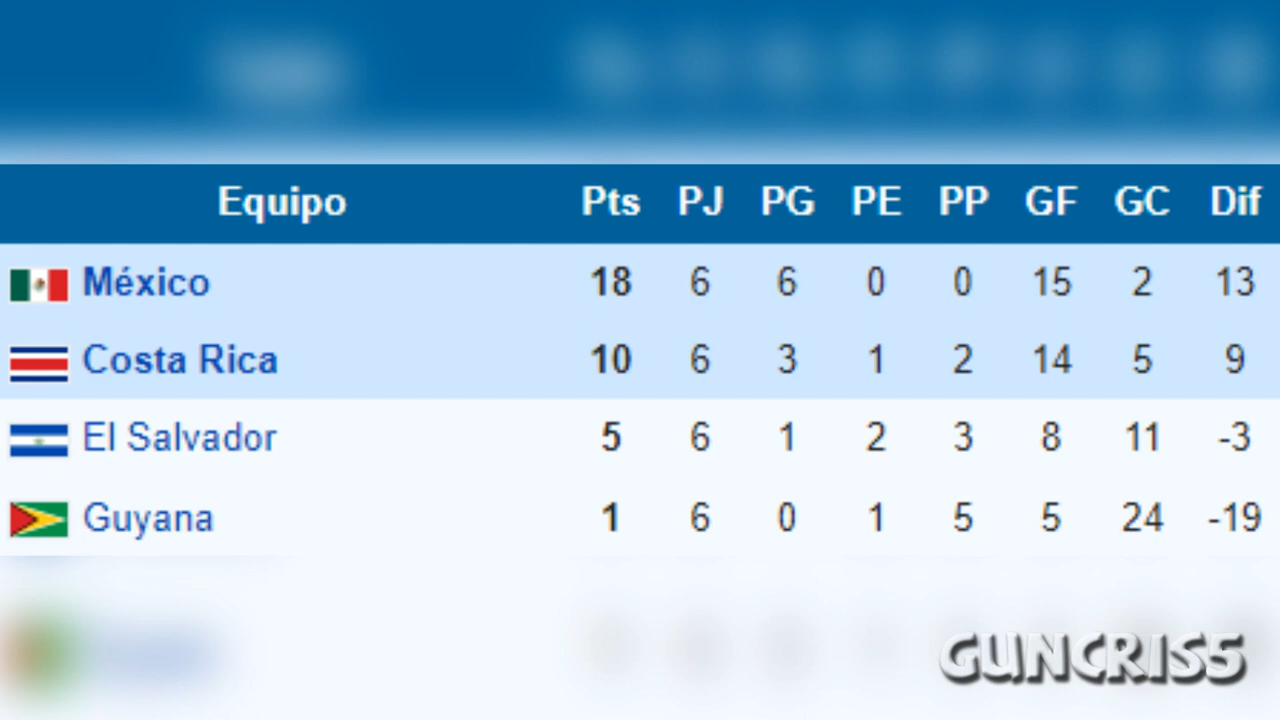 Equipo Pts PJ PG PE PP GF GC Dif
México 18 6 6 0 0 15 2 13
Costa Rica 10 6 3 1 2 14 5 9
El Salvador 5 6 1 2 3 8 11 -3
Guyana 1 6 0 1 5 5 24 -19
GUNCRIS5